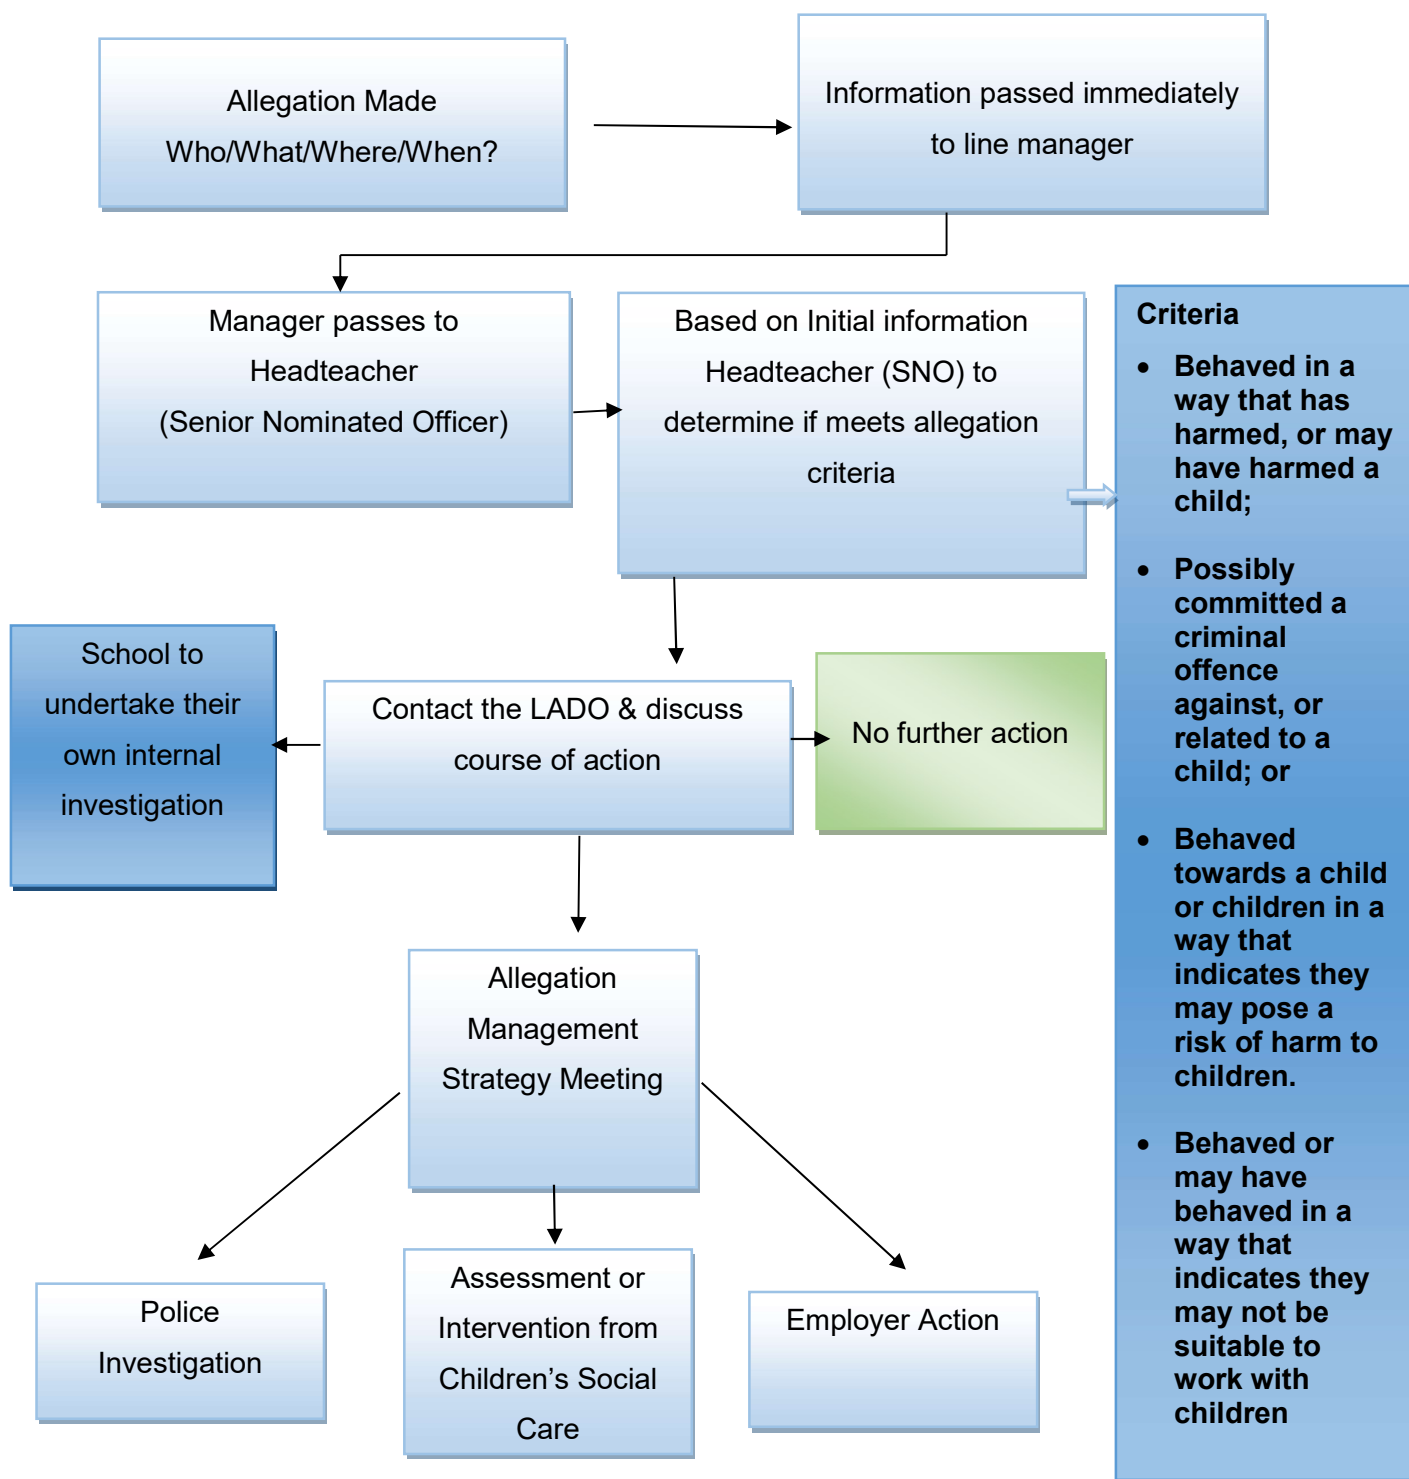 Allegation Made
Who/What/Where/When?
Information passed immediately
to line manager
Manager passes to
Headteacher
(Senior Nominated Officer)
Based on Initial information
Headteacher (SNO) to
determine if meets allegation
criteria
Criteria
• Behaved in a
way that has
harmed, or may
have harmed a
child;
• Possibly
committed a
criminal
offence
against, or
related to a
child; or
• Behaved
towards a child
or children in a
way that
indicates they
may pose a
risk of harm to
children.
• Behaved or
may have
behaved in a
way that
indicates they
may not be
suitable to
work with
children
School to
undertake their
own internal
investigation
Contact the LADO & discuss
course of action
No further action
Allegation
Management
Strategy Meeting
Police
Investigation
Assessment or
Intervention from
Children’s Social
Care
Employer Action